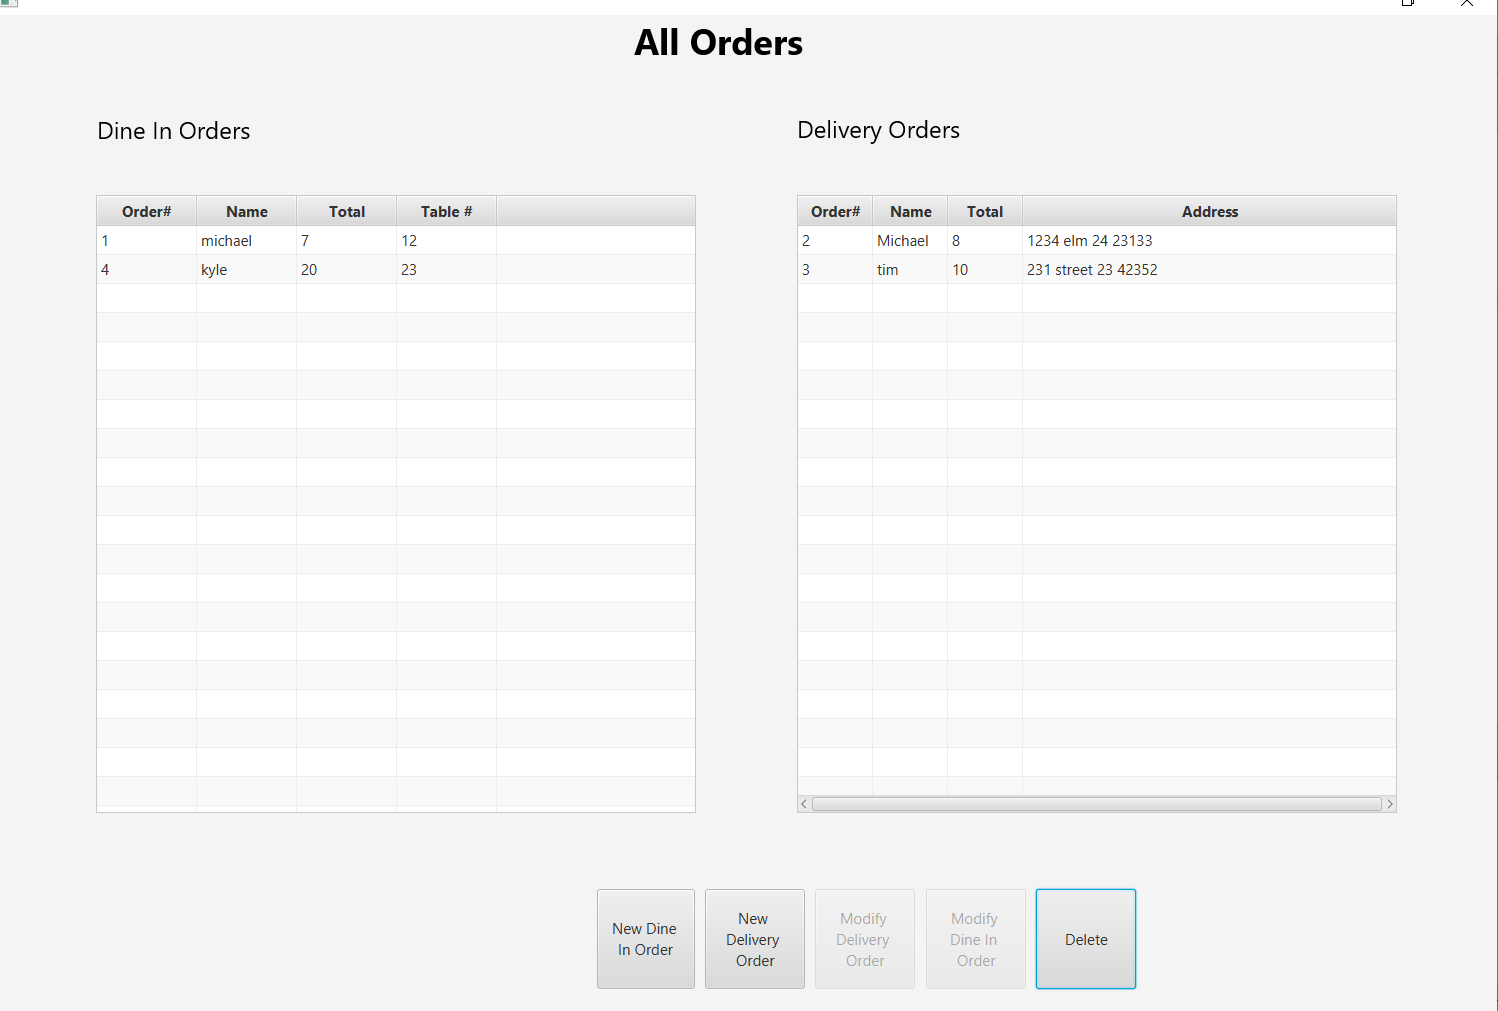 All Orders
Dine In Orders
Delivery Orders
Order# Name Total Table #
1 michael 7 12
4 kyle 20 23
Order# Name Total Address
2 Michael 8 1234 elm 24 23133
3 tim 10 231 street 23 42352
New Dine
In Order
New
Delivery
Order
Modify
Delivery
Order
Modify
Dine In
Order
Delete